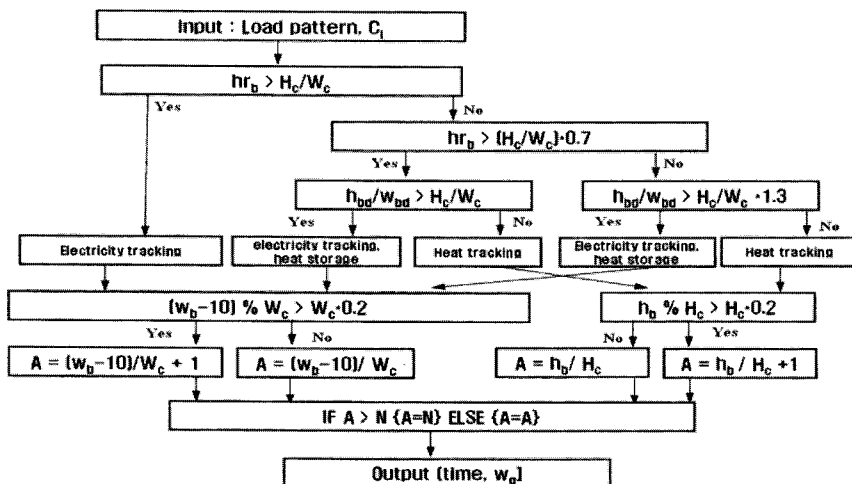 Input : Load pattern, C_i
hr_b > H_c/W_c
Yes
No
hr_b > (H_c/W_c)·0.7
Yes
No
h_bd/w_bd > H_c/W_c
h_bd/w_bd > H_c/W_c ·1.3
Yes
No
Yes
No
Electricity tracking
electricity tracking,
heat storage
Heat tracking
Electricity tracking,
heat storage
Heat tracking
(w_b-10) % W_c > W_c·0.2
h_b % H_c > H_c·0.2
Yes
No
No
Yes
A = (w_b-10)/W_c + 1
A = (w_b-10)/ W_c
A = h_b/ H_c
A = h_b / H_c +1
IF A > N {A=N} ELSE {A=A}
Output (time, w_g)